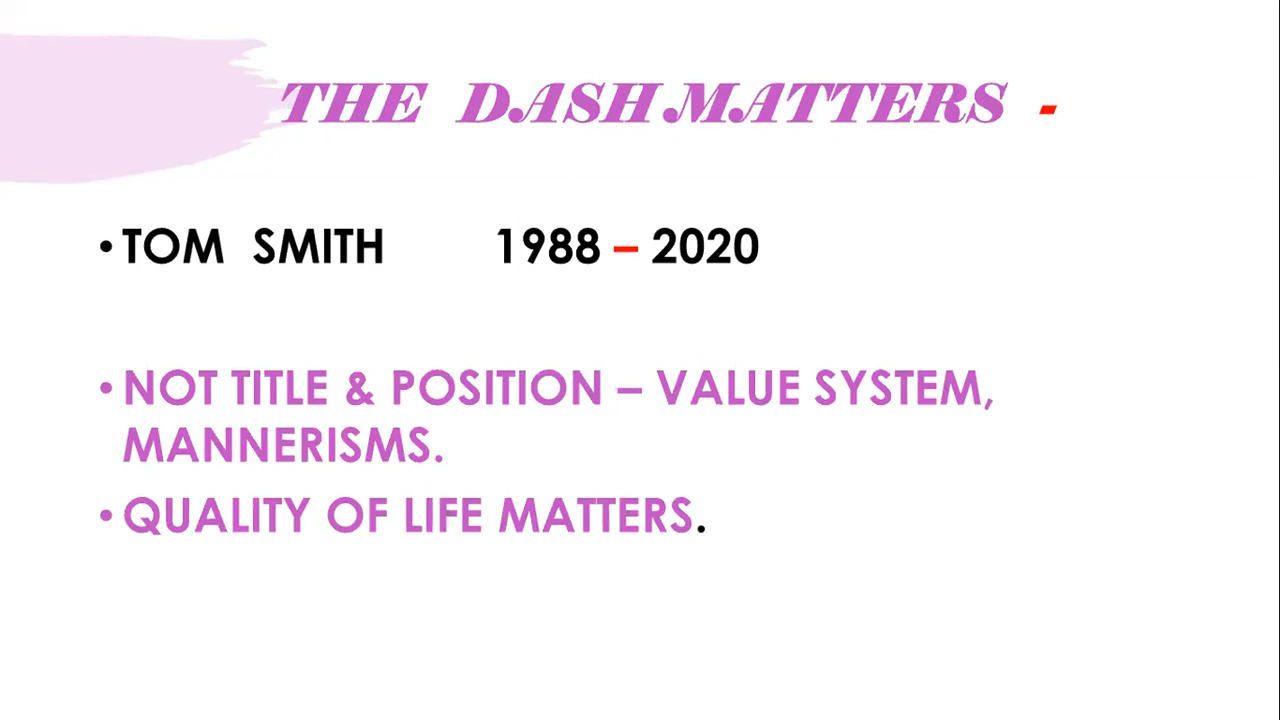 THE DASH MATTERS -
• TOM SMITH 1988 – 2020
• NOT TITLE & POSITION – VALUE SYSTEM,
MANNERISMS.
• QUALITY OF LIFE MATTERS.